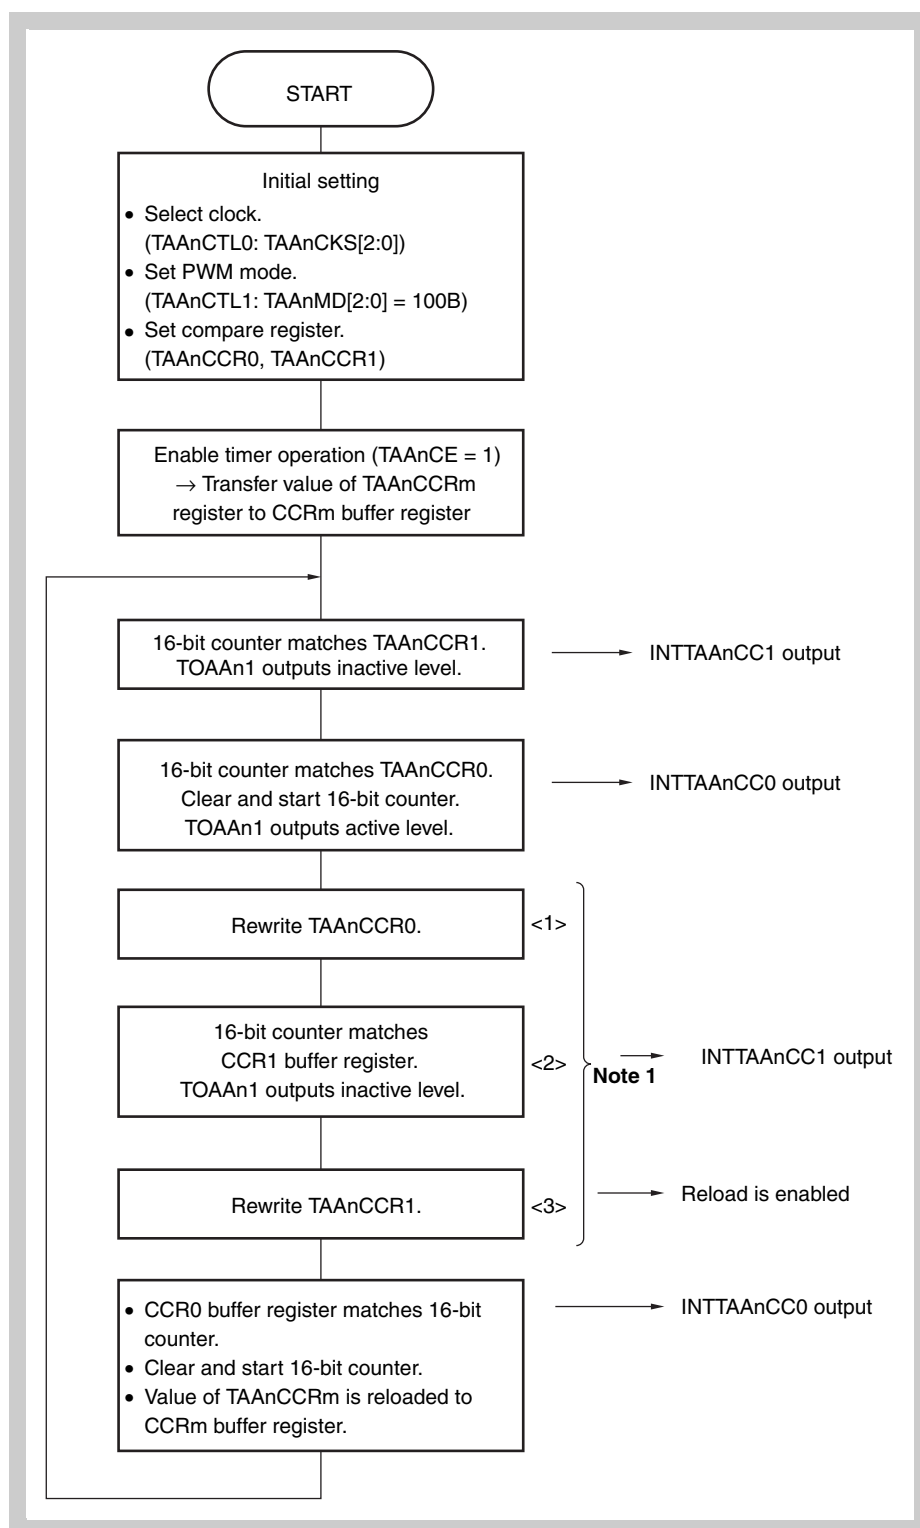 START
Initial setting
• Select clock.
(TAAnCTL0: TAAnCKS[2:0])
• Set PWM mode.
(TAAnCTL1: TAAnMD[2:0] = 100B)
• Set compare register.
(TAAnCCR0, TAAnCCR1)
Enable timer operation (TAAnCE = 1)
→ Transfer value of TAAnCCRm
register to CCRm buffer register
16-bit counter matches TAAnCCR1.
TOAAn1 outputs inactive level.
INTTAAnCC1 output
16-bit counter matches TAAnCCR0.
Clear and start 16-bit counter.
TOAAn1 outputs active level.
INTTAAnCC0 output
Rewrite TAAnCCR0.
<1>
16-bit counter matches
CCR1 buffer register.
TOAAn1 outputs inactive level.
<2>
Note 1
INTTAAnCC1 output
Rewrite TAAnCCR1.
<3>
Reload is enabled
• CCR0 buffer register matches 16-bit
counter.
• Clear and start 16-bit counter.
• Value of TAAnCCRm is reloaded to
CCRm buffer register.
INTTAAnCC0 output